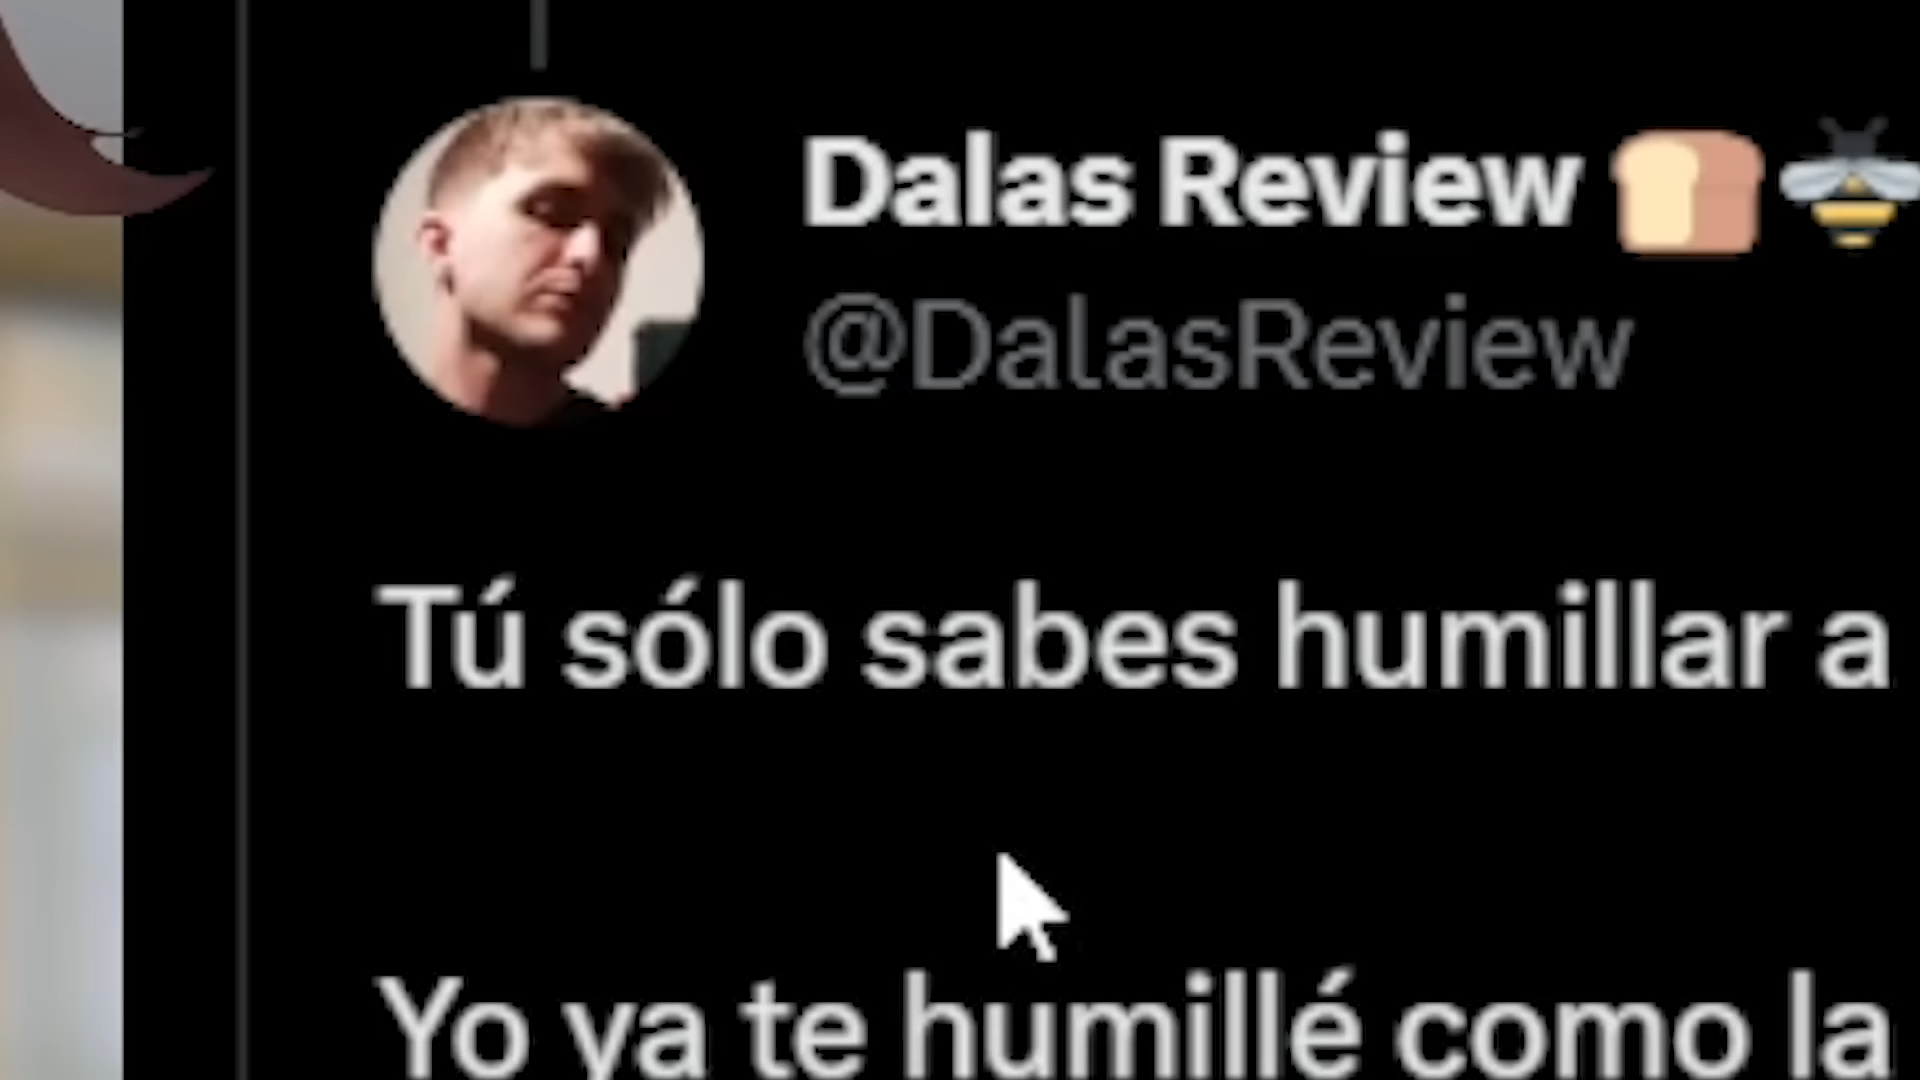 Dalas Review 🍞🐝
@DalasReview
Tú sólo sabes humillar a
Yo ya te humillé como la